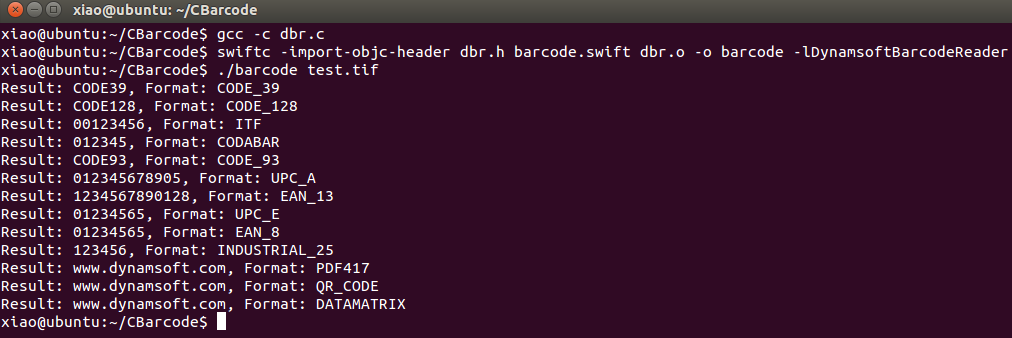 xiao@ubuntu: ~/CBarcode
xiao@ubuntu:~/CBarcode$ gcc -c dbr.c
xiao@ubuntu:~/CBarcode$ swiftc -import-objc-header dbr.h barcode.swift dbr.o -o barcode -lDynamsoftBarcodeReader
xiao@ubuntu:~/CBarcode$ ./barcode test.tif
Result: CODE39, Format: CODE_39
Result: CODE128, Format: CODE_128
Result: 00123456, Format: ITF
Result: 012345, Format: CODABAR
Result: CODE93, Format: CODE_93
Result: 012345678905, Format: UPC_A
Result: 1234567890128, Format: EAN_13
Result: 01234565, Format: UPC_E
Result: 01234565, Format: EAN_8
Result: 123456, Format: INDUSTRIAL_25
Result: www.dynamsoft.com, Format: PDF417
Result: www.dynamsoft.com, Format: QR_CODE
Result: www.dynamsoft.com, Format: DATAMATRIX
xiao@ubuntu:~/CBarcode$